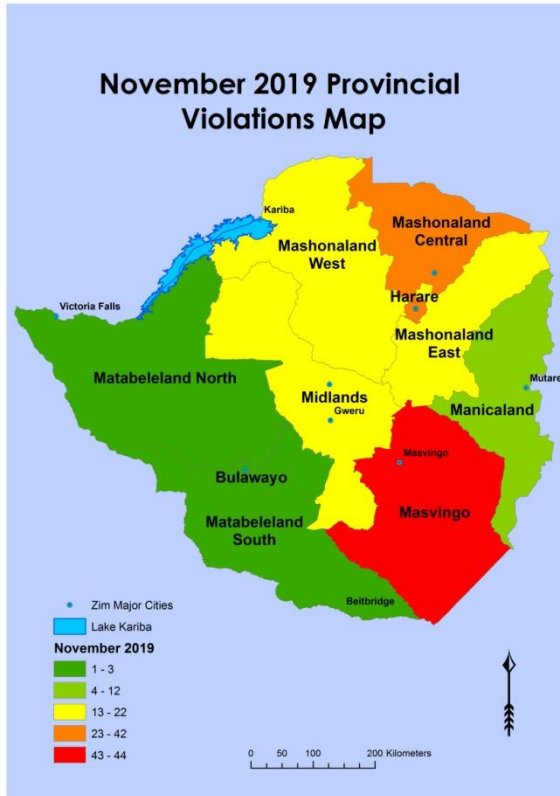 November 2019 Provincial
Violations Map
Kariba
Mashonaland
Central
Mashonaland
West
Victoria Falls
Harare
Mashonaland
East
Matabeleland North
Mutare
Midlands
Gweru
Manicaland
Masvingo
Bulawayo
Masvingo
Matabeleland
South
Beitbridge
Zim Major Cities
Lake Kariba
November 2019
1 - 3
4 - 12
13 - 22
23 - 42
43 - 44
0 50 100 200 Kilometers